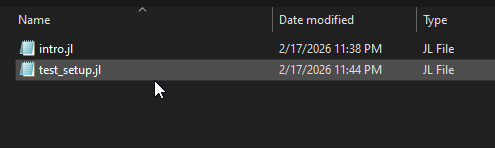 Name Date modified Type
intro.jl 2/17/2026 11:38 PM JL File
test_setup.jl 2/17/2026 11:44 PM JL File